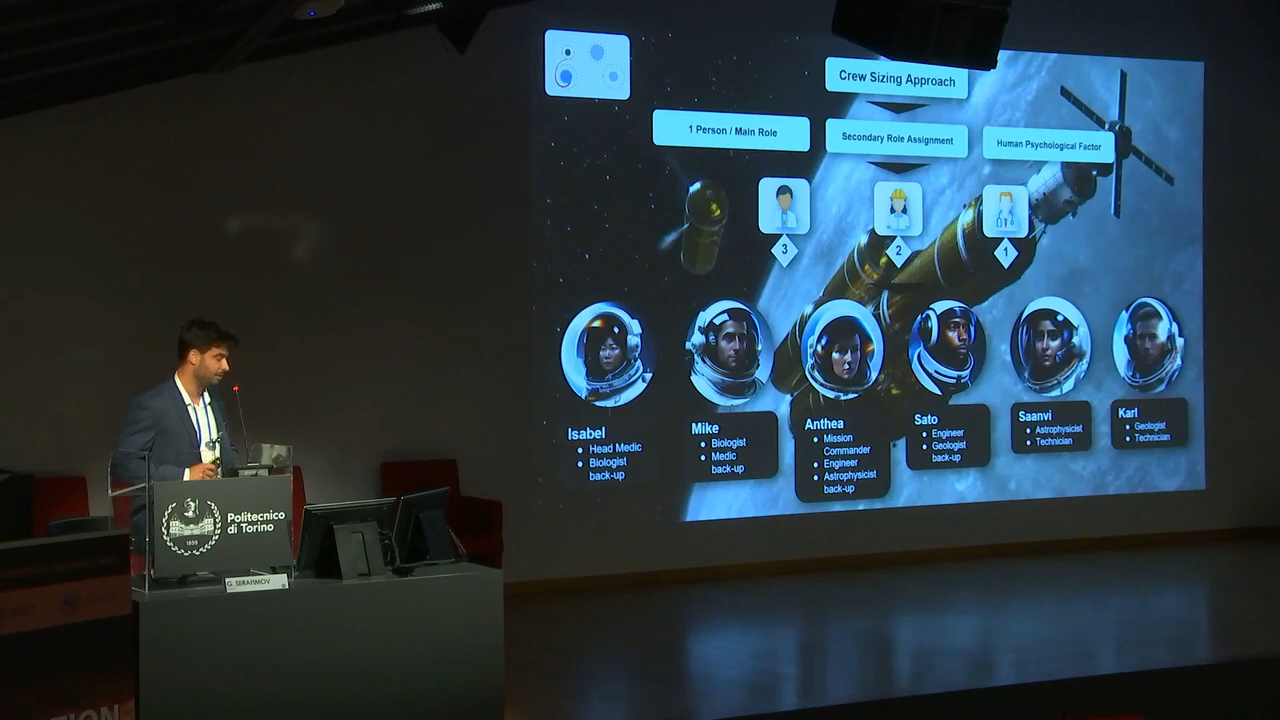 Crew Sizing Approach
1 Person / Main Role
Secondary Role Assignment
Human Psychological Factor
3
2
1
Isabel
• Head Medic
• Biologist
back-up
Mike
• Biologist
• Medic
back-up
Anthea
• Mission
Commander
• Engineer
• Astrophysicist
back-up
Sato
• Engineer
• Geologist
back-up
Saanvi
• Astrophysicist
• Technician
Karl
• Geologist
• Technician
Politecnico
di Torino
1859
G. SERAFIMOV